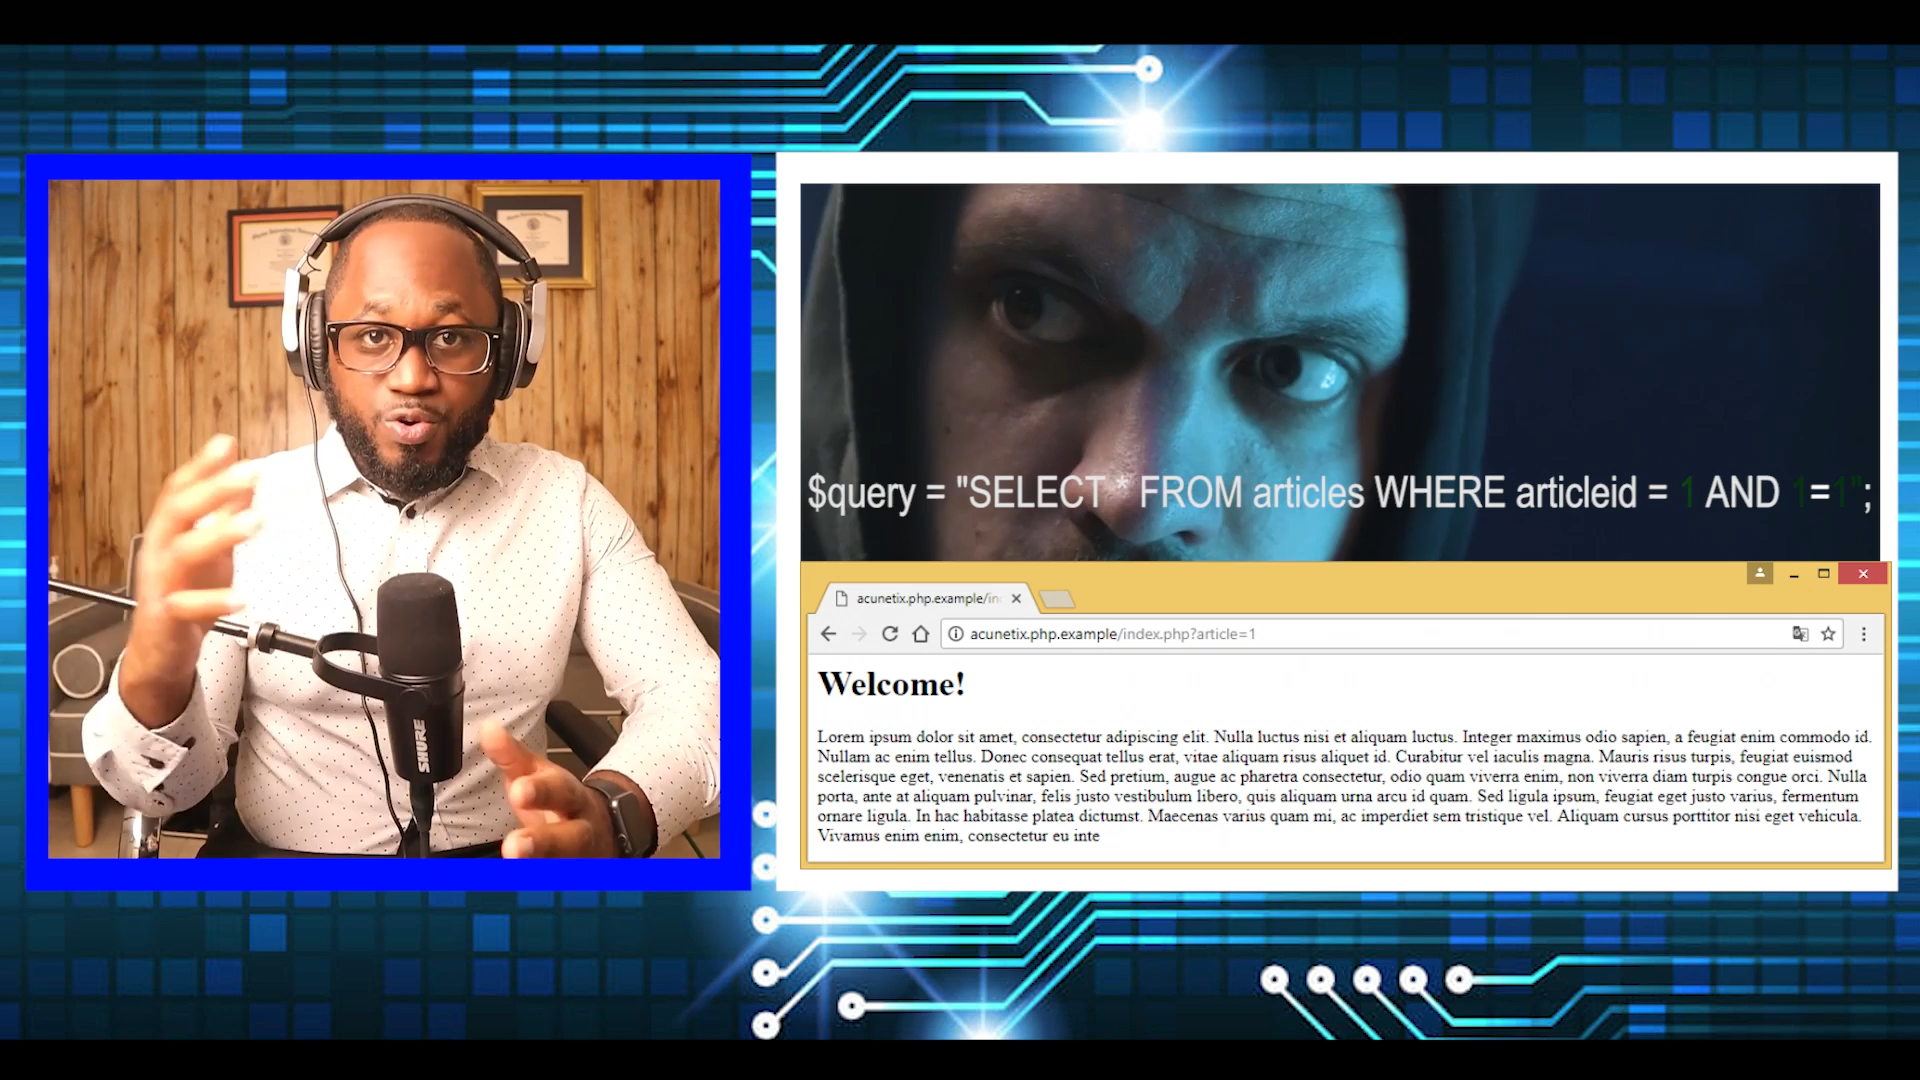 SHURE
$query = "SELECT * FROM articles WHERE articleid = 1 AND 1=1";
acunetix.php.example/in
acunetix.php.example/index.php?article=1
Welcome!
Lorem ipsum dolor sit amet, consectetur adipiscing elit. Nulla luctus nisi et aliquam luctus. Integer maximus odio sapien, a feugiat enim commodo id.
Nullam ac enim tellus. Donec consequat tellus erat, vitae aliquam risus aliquet id. Curabitur vel iaculis magna. Mauris risus turpis, feugiat euismod
scelerisque eget, venenatis et sapien. Sed pretium, augue ac pharetra consectetur, odio quam viverra enim, non viverra diam turpis congue orci. Nulla
porta, ante at aliquam pulvinar, felis justo vestibulum libero, quis aliquam urna arcu id quam. Sed ligula ipsum, feugiat eget justo varius, fermentum
ornare ligula. In hac habitasse platea dictumst. Maecenas varius quam mi, ac imperdiet sem tristique vel. Aliquam cursus porttitor nisi eget vehicula.
Vivamus enim enim, consectetur eu inte